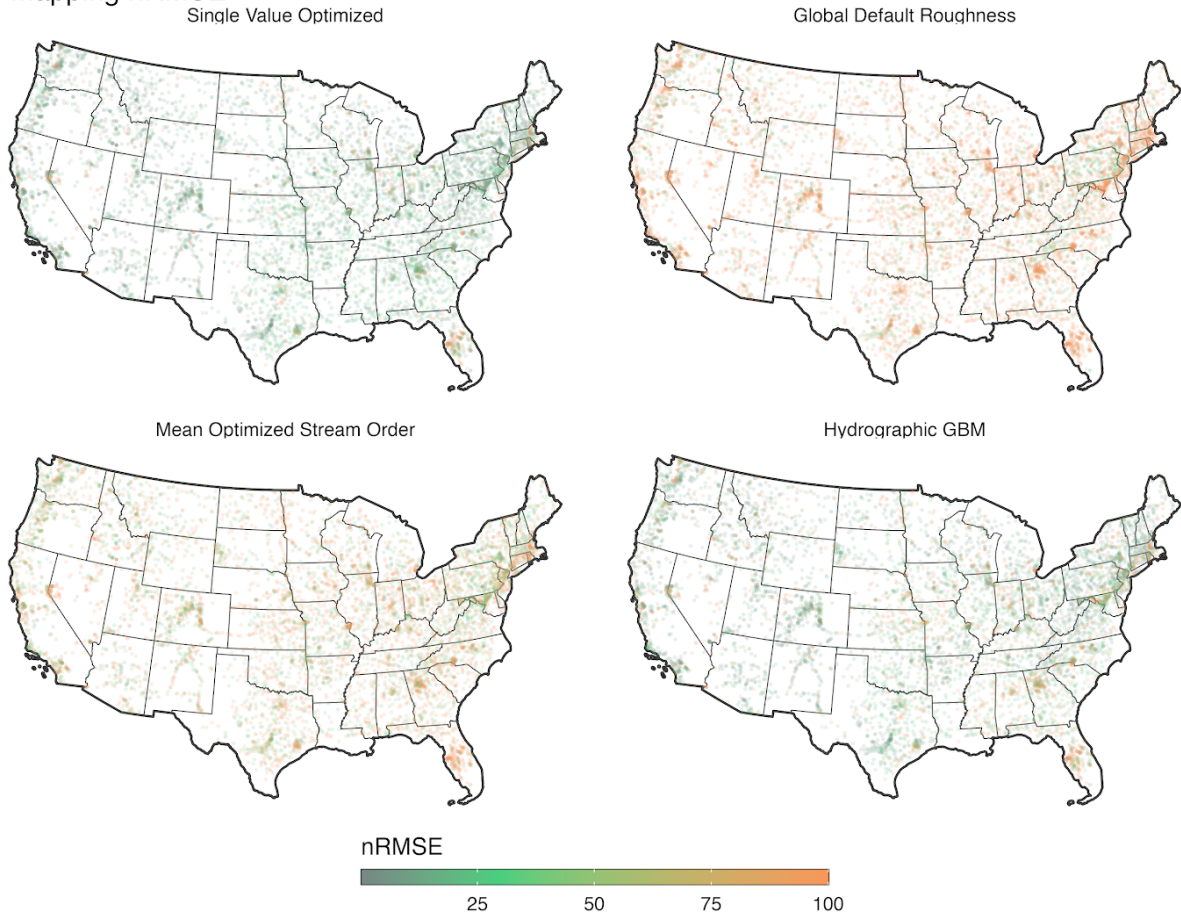 Single Value Optimized
Global Default Roughness
Mean Optimized Stream Order
Hydrographic GBM
nRMSE
25
50
75
100